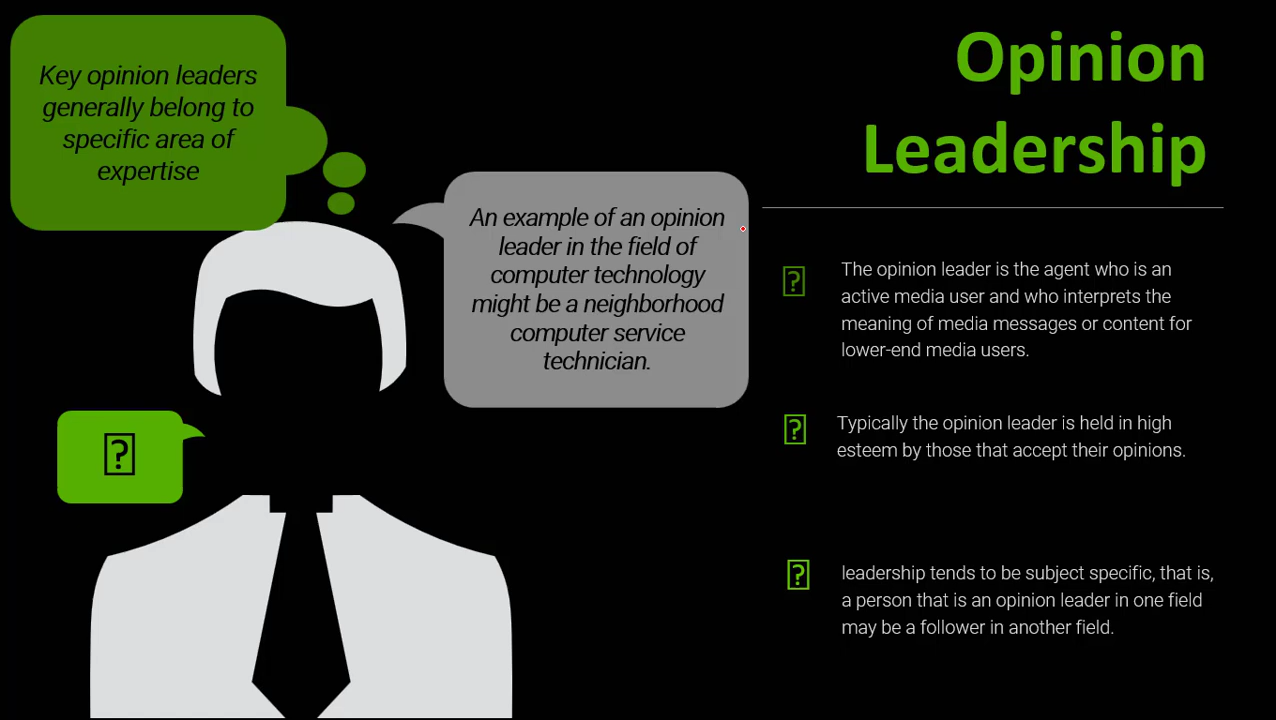 Key opinion leaders
generally belong to
specific area of
expertise
Opinion
Leadership
An example of an opinion
leader in the field of
computer technology
might be a neighborhood
computer service
technician.
The opinion leader is the agent who is an
active media user and who interprets the
meaning of media messages or content for
lower-end media users.
Typically the opinion leader is held in high
esteem by those that accept their opinions.
leadership tends to be subject specific, that is,
a person that is an opinion leader in one field
may be a follower in another field.